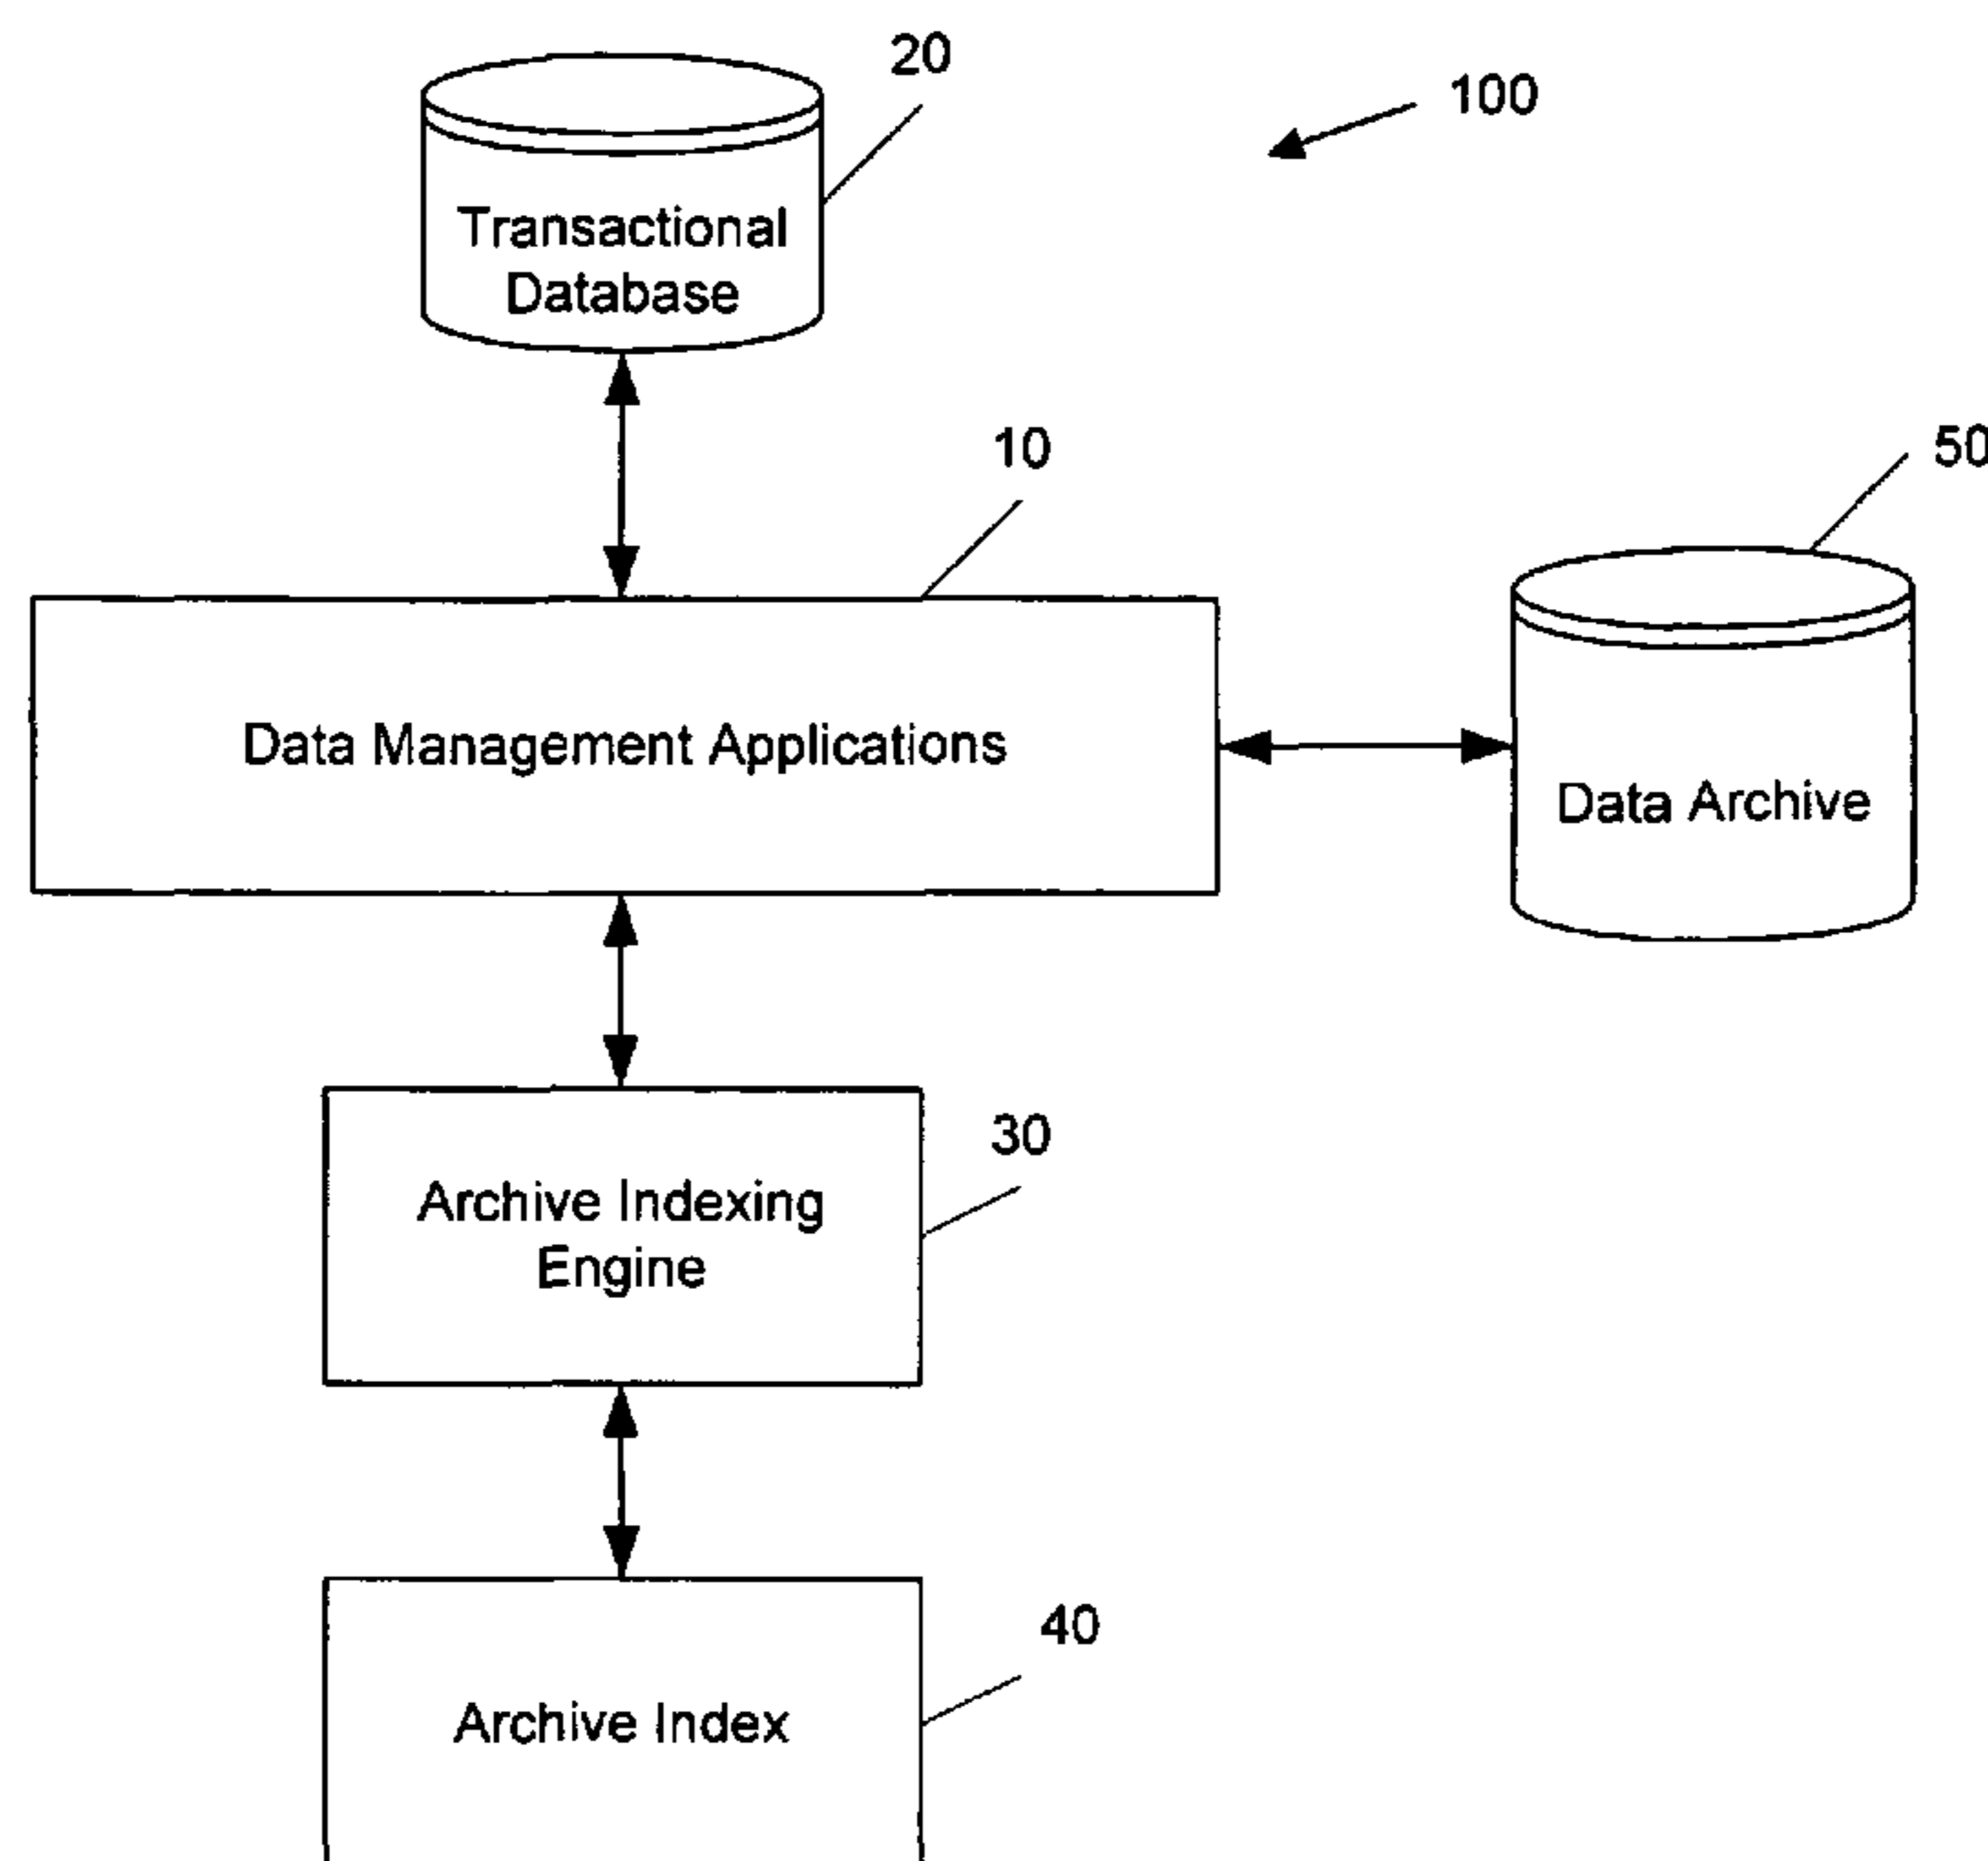 20
100
Transactional
Database
10
50
Data Management Applications
Data Archive
30
Archive Indexing
Engine
40
Archive Index